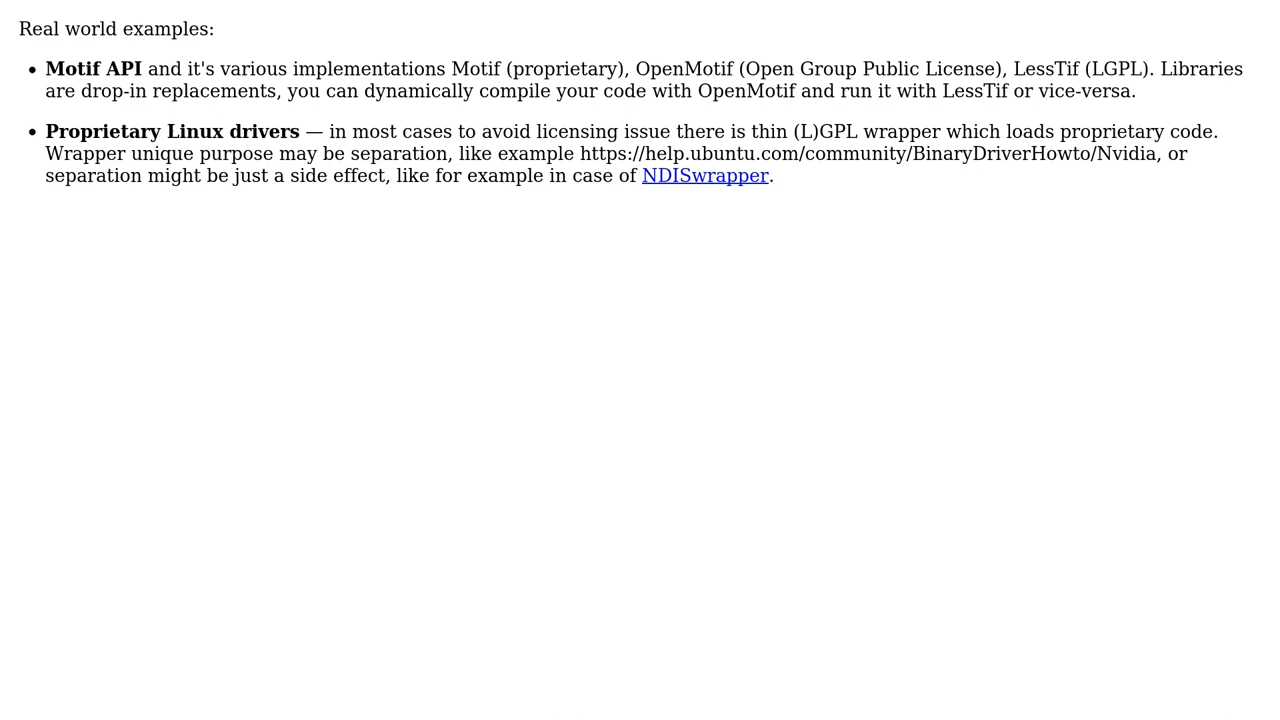 Real world examples:
• Motif API and it's various implementations Motif (proprietary), OpenMotif (Open Group Public License), LessTif (LGPL). Libraries
are drop-in replacements, you can dynamically compile your code with OpenMotif and run it with LessTif or vice-versa.
• Proprietary Linux drivers — in most cases to avoid licensing issue there is thin (L)GPL wrapper which loads proprietary code.
Wrapper unique purpose may be separation, like example https://help.ubuntu.com/community/BinaryDriverHowto/Nvidia, or
separation might be just a side effect, like for example in case of NDISwrapper.